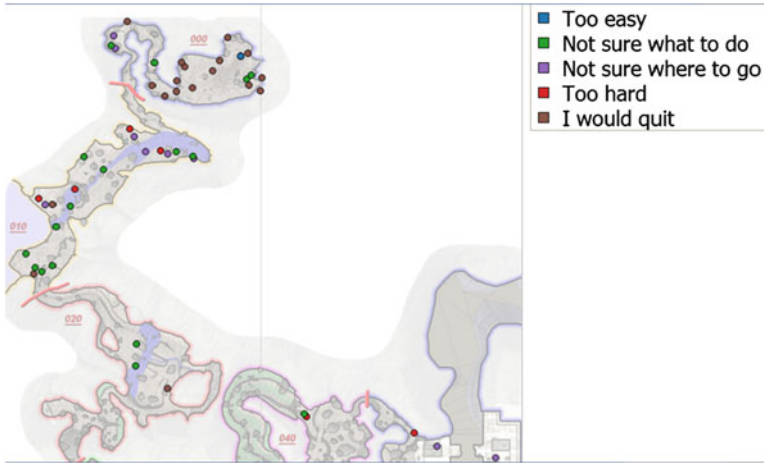 000
Too easy
Not sure what to do
Not sure where to go
Too hard
I would quit
010
020
040